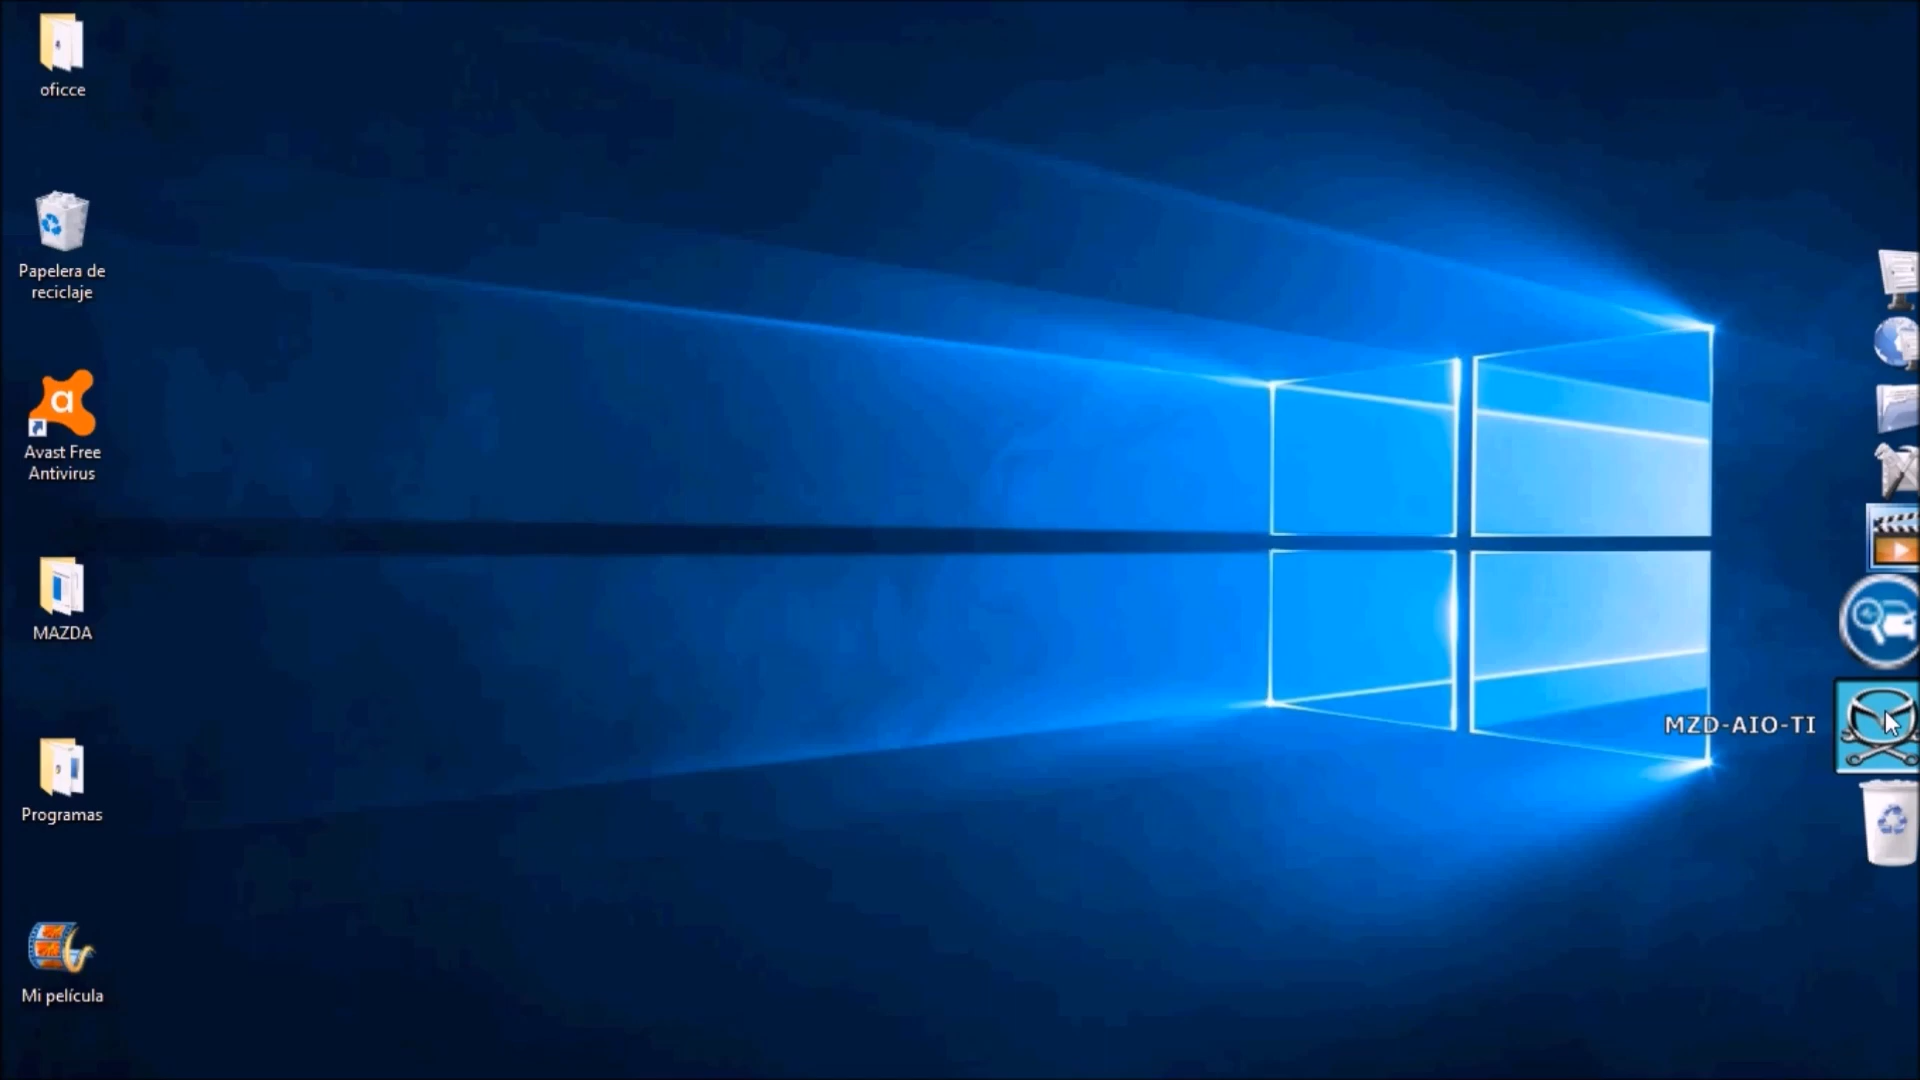 oficce
Papelera de
reciclaje
a
Avast Free
Antivirus
MAZDA
Programas
Mi película
MZD-AIO-TI